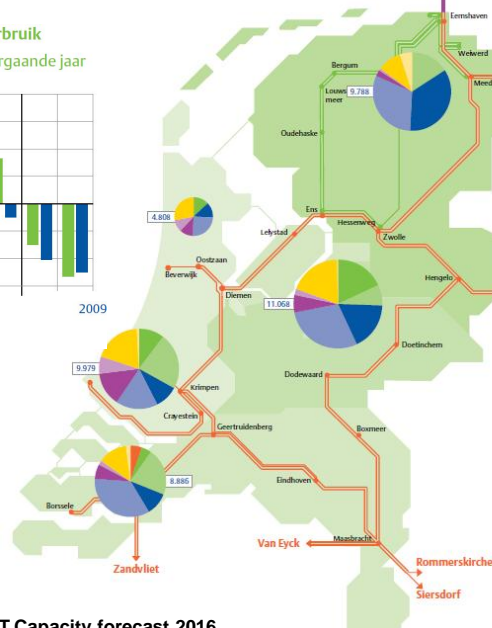 rbruik
rgaande jaar
2009
Eemshaven
Weiwerd
Meed
Bergum
Louws
meer
9.788
Oudehaske
Ens
Hessenweg
Zwolle
4.808
Lelystad
Oostzaan
Beverwijk
Diemen
Hengelo
11.068
Doetinchem
9.979
Krimpen
Dodewaard
Crayestein
Geertruidenberg
Boxmeer
8.885
Eindhoven
Borssele
Maasbracht
Van Eyck
Zandvliet
Rommerskirche
Siersdorf
T Capacity forecast 2016